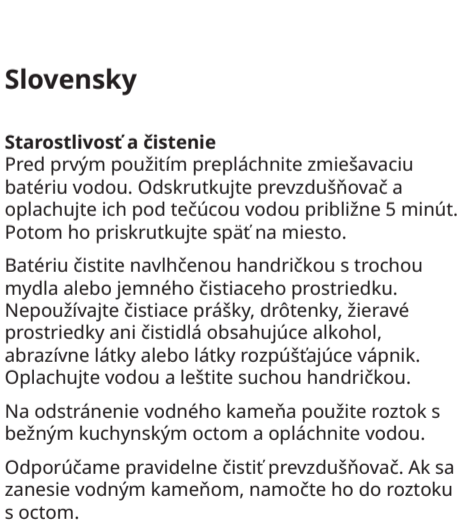 Slovensky
Starostlivosť a čistenie
Pred prvým použitím prepláchnite zmiešavaciu
batériu vodou. Odskrutkujte prevzdušňovač a
oplachujte ich pod tečúcou vodou približne 5 minút.
Potom ho priskrutkujte späť na miesto.
Batériu čistite navlhčenou handričkou s trochou
mydla alebo jemného čistiaceho prostriedku.
Nepoužívajte čistiace prášky, drôtenky, žieravé
prostriedky ani čistidlá obsahujúce alkohol,
abrazívne látky alebo látky rozpúšťajúce vápnik.
Oplachujte vodou a leštite suchou handričkou.
Na odstránenie vodného kameňa použite roztok s
bežným kuchynským octom a opláchnite vodou.
Odporúčame pravidelne čistiť prevzdušňovač. Ak sa
zanesie vodným kameňom, namočte ho do roztoku
s octom.